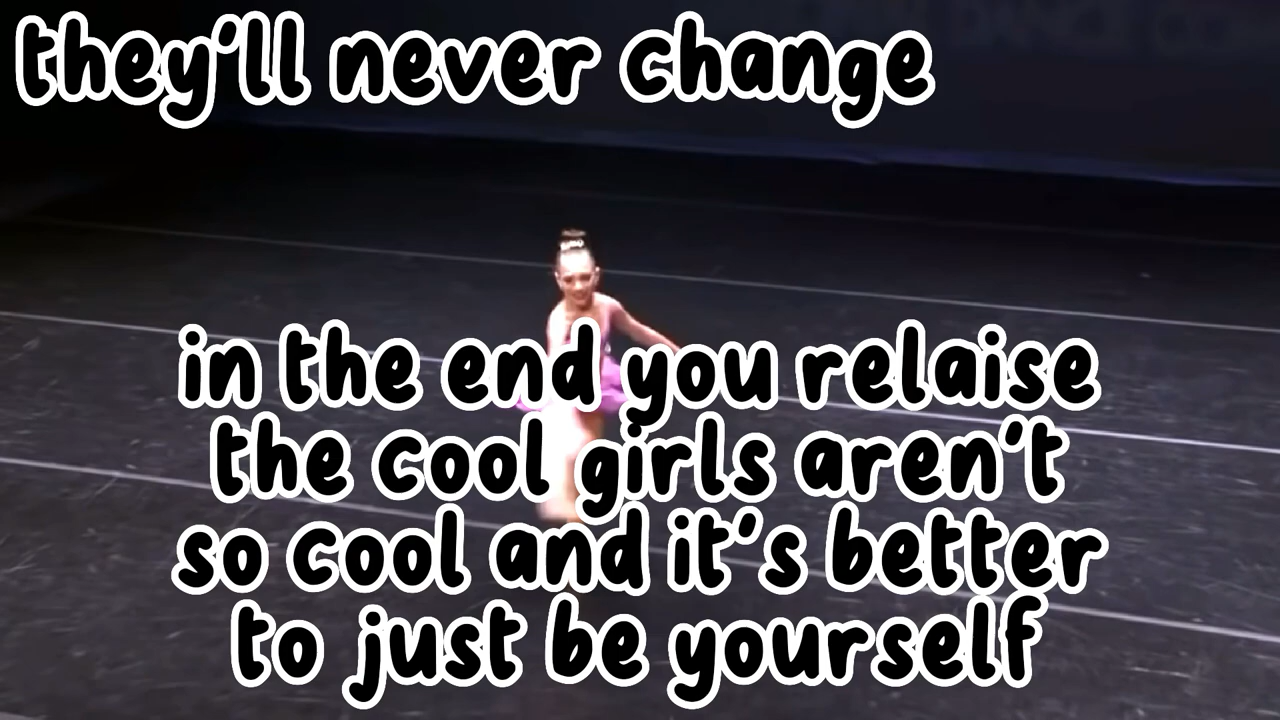 they'll never change
in the end you relaise
the cool girls aren't
so cool and it's better
to just be yourself